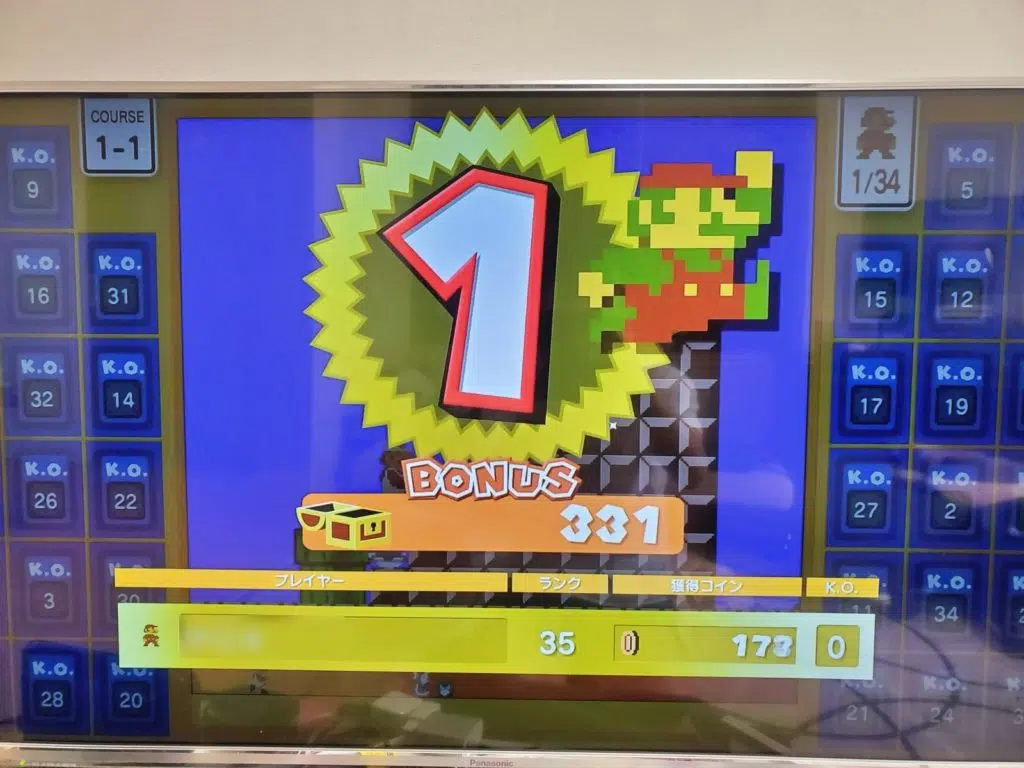 COURSE
1-1
1/34
K.O.
9
K.O.
5
K.O.
16
K.O.
31
K.O.
15
K.O.
12
K.O.
32
K.O.
14
K.O.
17
K.O.
19
K.O.
26
K.O.
22
K.O.
27
K.O.
2
K.O.
3
K.O.
34
K.O.
28
K.O.
20
21
24
1
BONUS
331
プレイヤー ランク 獲得コイン K.O.
35 173 0
Panasonic